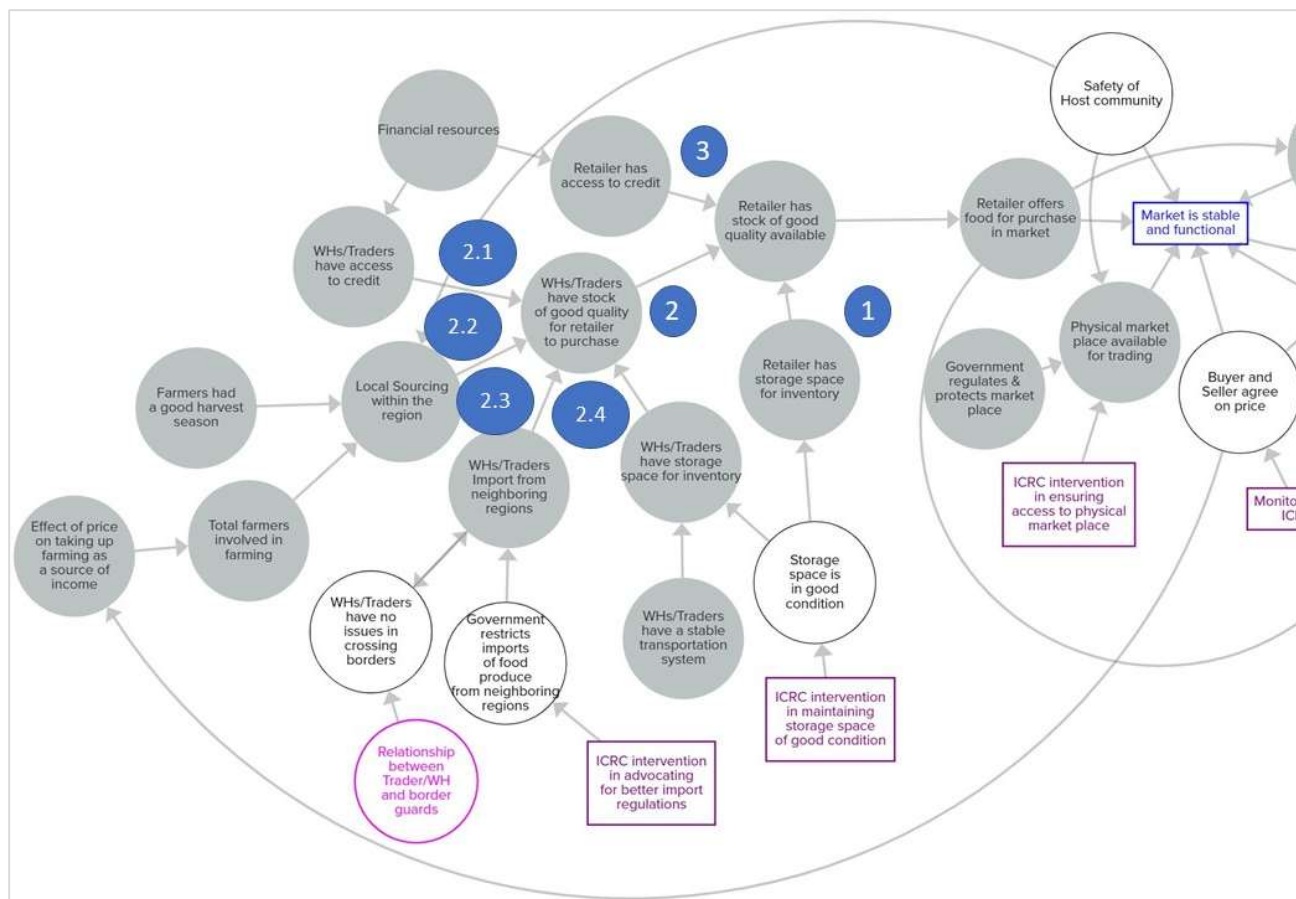 Safety of
Host community
Financial resources
3
Retailer has
access to credit
Retailer has
stock of good
quality available
Retailer offers
food for purchase
in market
Market is stable
and functional
WHs/Traders
have access
to credit
2.1
WHs/Traders
have stock
of good quality
for retailer
to purchase
2
1
2.2
Physical market
place available
for trading
Retailer has
storage space
for inventory
Government
regulates &
protects market
place
Buyer and
Seller agree
on price
Farmers had
a good harvest
season
Local Sourcing
within the
region
2.3
2.4
WHs/Traders
have storage
space for inventory
WHs/Traders
Import from
neighboring
regions
ICRC intervention
in ensuring
access to physical
market place
Monito
ICI
Effect of price
on taking up
farming as
a source of
income
Total farmers
involved in
farming
Storage
space is
in good
condition
WHs/Traders
have no
issues in
crossing
borders
Government
restricts
imports
of food
produce
from neighboring
regions
WHs/Traders
have a stable
transportation
system
ICRC intervention
in maintaining
storage space
of good condition
Relationship
between
Trader/WH
and border
guards
ICRC intervention
in advocating
for better import
regulations